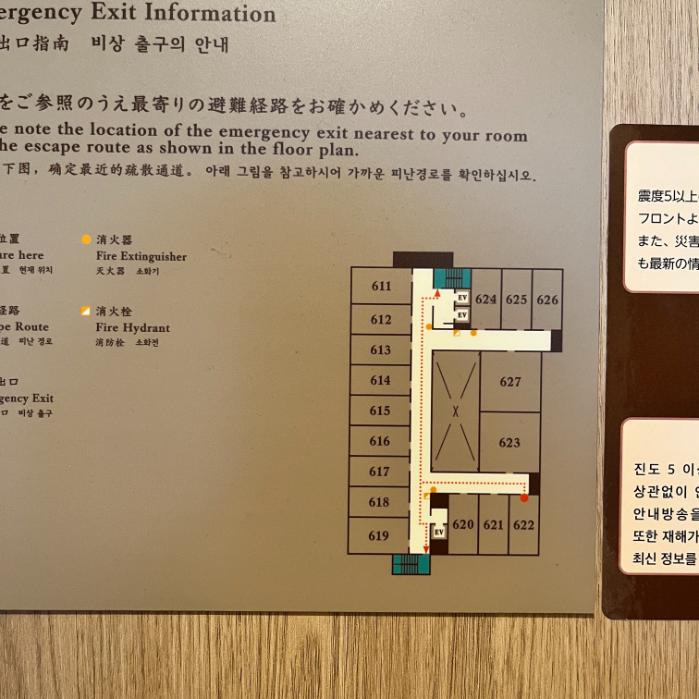 ergency Exit Information
出口指南 비상 출구의 안내
をご参照のうえ最寄りの避難経路をお確かめください。
e note the location of the emergency exit nearest to your room
he escape route as shown in the floor plan.
下图，确定最近的疏散通道。 아래 그림을 참고하시어 가까운 피난경로를 확인하십시오.
位置
are here
置 현재 위치
消火器
Fire Extinguisher
灭火器 소화기
経路
pe Route
道 피난 경로
消火栓
Fire Hydrant
消防栓 소화전
出口
gency Exit
口 비상 출구
611
612
613
614
615
616
617
618
619
EV
EV
624
625
626
627
623
EV
620
621
622
震度5以上
フロントよ
また、災害
も最新の情
진도 5 이
상관없이
안내방송을
또한 재해가
최신 정보를